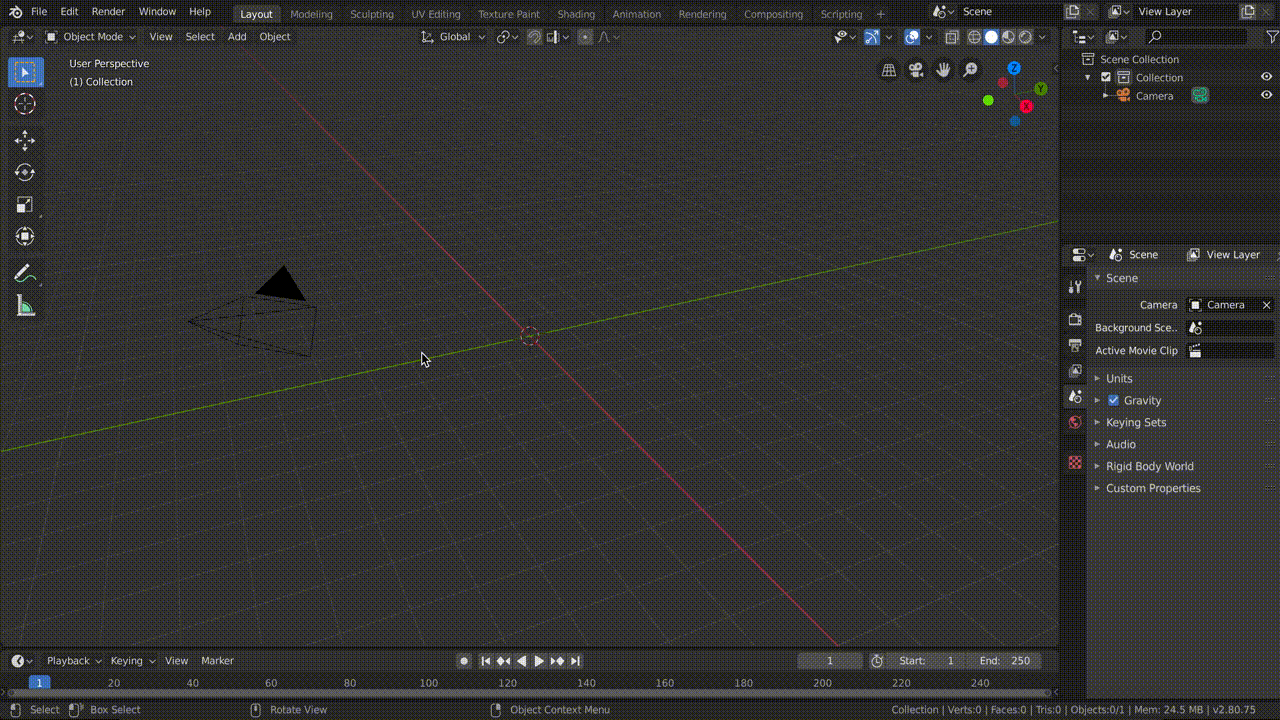 File Edit Render Window Help Layout Modeling Sculpting UV Editing Texture Paint Shading Animation Rendering Compositing Scripting + Scene View Layer
Object Mode View Select Add Object Global
User Perspective
(1) Collection
Z
Y
X
Scene Collection
Collection
Camera
Scene View Layer
Scene
Camera Camera
Background Sce..
Active Movie Clip
Units
Gravity
Keying Sets
Audio
Rigid Body World
Custom Properties
Playback Keying View Marker 1 Start: 1 End: 250
1 20 40 60 80 100 120 140 160 180 200 220 240
Select Box Select Rotate View Object Context Menu Collection | Verts:0 | Faces:0 | Tris:0 | Objects:0/1 | Mem: 24.5 MB | v2.80.75